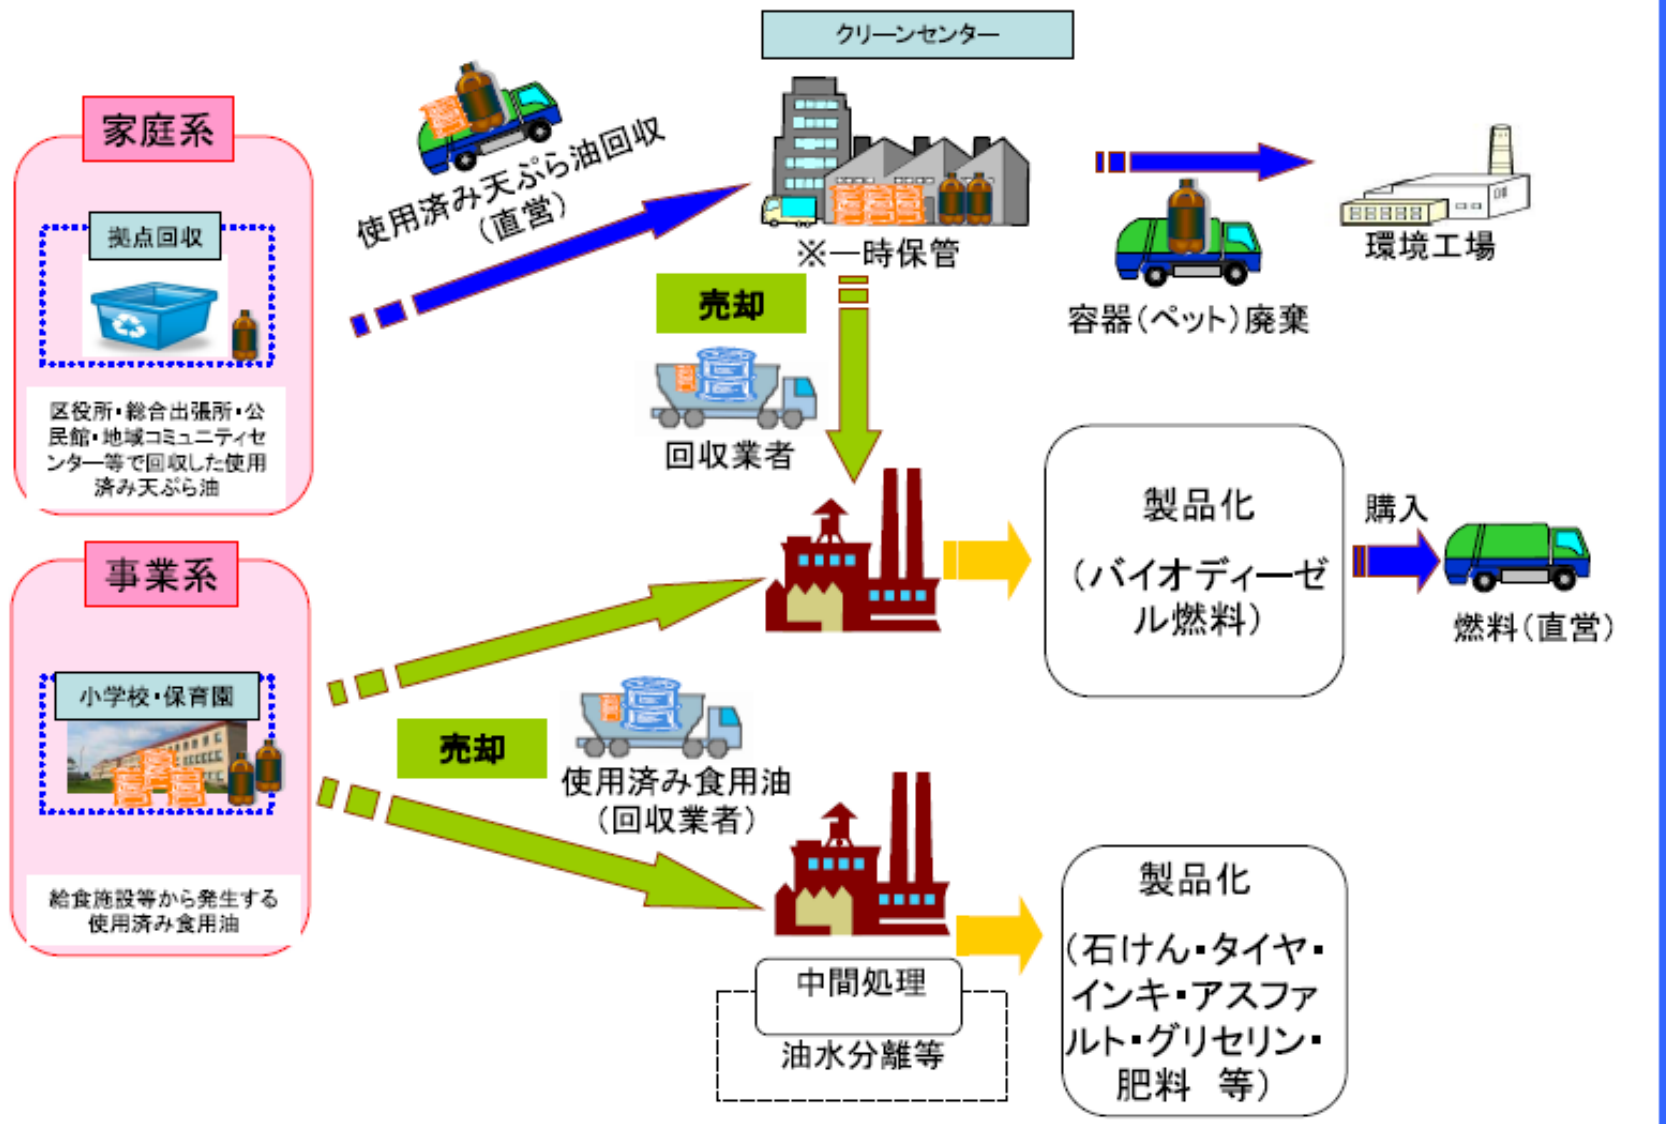 クリーンセンター
家庭系
拠点回収
区役所・総合出張所・公
民館・地域コミュニティセ
ンター等で回収した使用
済み天ぷら油
使用済み天ぷら油回収
（直営）
※一時保管
容器（ペット）廃棄
環境工場
売却
回収業者
製品化
（バイオディーゼ
ル燃料）
購入
燃料（直営）
事業系
小学校・保育園
給食施設等から発生する
使用済み食用油
売却
使用済み食用油
（回収業者）
中間処理
油水分離等
製品化
（石けん・タイヤ・
インキ・アスファ
ルト・グリセリン・
肥料　等）